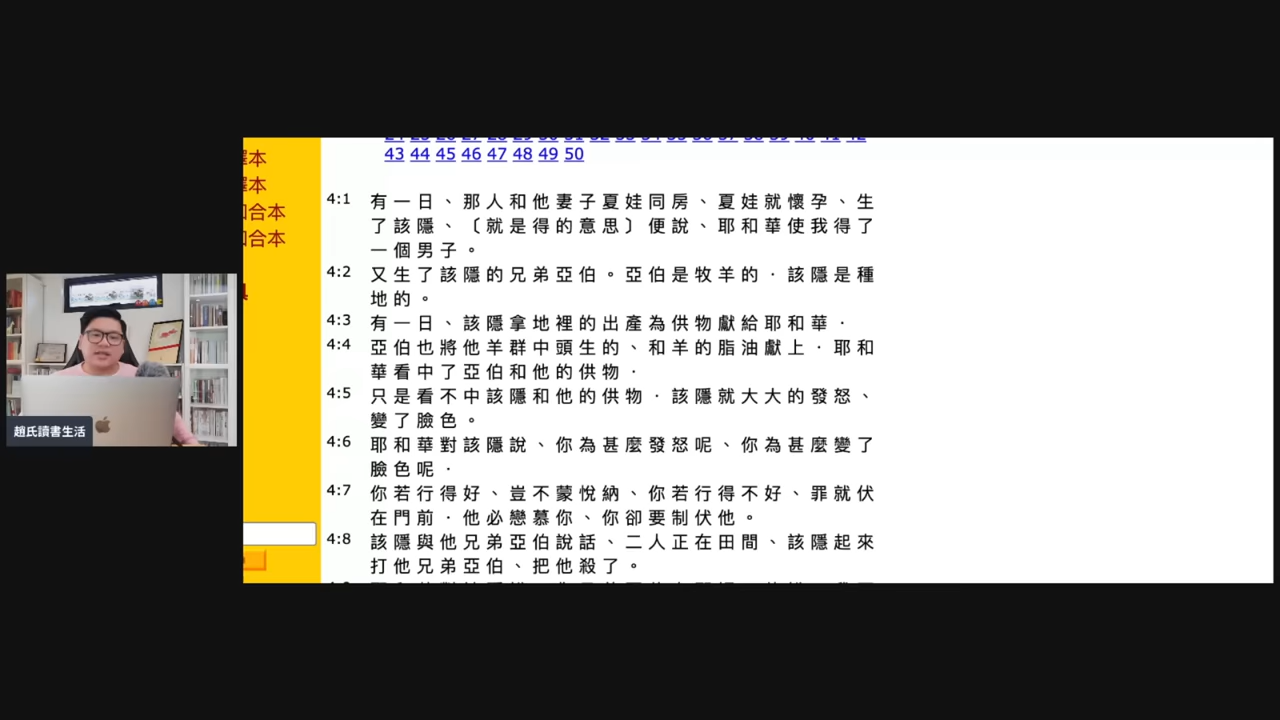 43 44 45 46 47 48 49 50
譯本
譯本
和合本
和合本
4:1 有一日、那人和他妻子夏娃同房、夏娃就懷孕、生
了該隱、〔就是得的意思〕便說、耶和華使我得了
一個男子。
4:2 又生了該隱的兄弟亞伯。亞伯是牧羊的．該隱是種
地的。
4:3 有一日、該隱拿地裡的出產為供物獻給耶和華．
4:4 亞伯也將他羊群中頭生的、和羊的脂油獻上．耶和
華看中了亞伯和他的供物．
4:5 只是看不中該隱和他的供物．該隱就大大的發怒、
變了臉色。
4:6 耶和華對該隱說、你為甚麼發怒呢、你為甚麼變了
臉色呢．
4:7 你若行得好、豈不蒙悅納、你若行得不好、罪就伏
在門前．他必戀慕你、你卻要制伏他。
4:8 該隱與他兄弟亞伯說話、二人正在田間、該隱起來
打他兄弟亞伯、把他殺了。
趙氏讀書生活